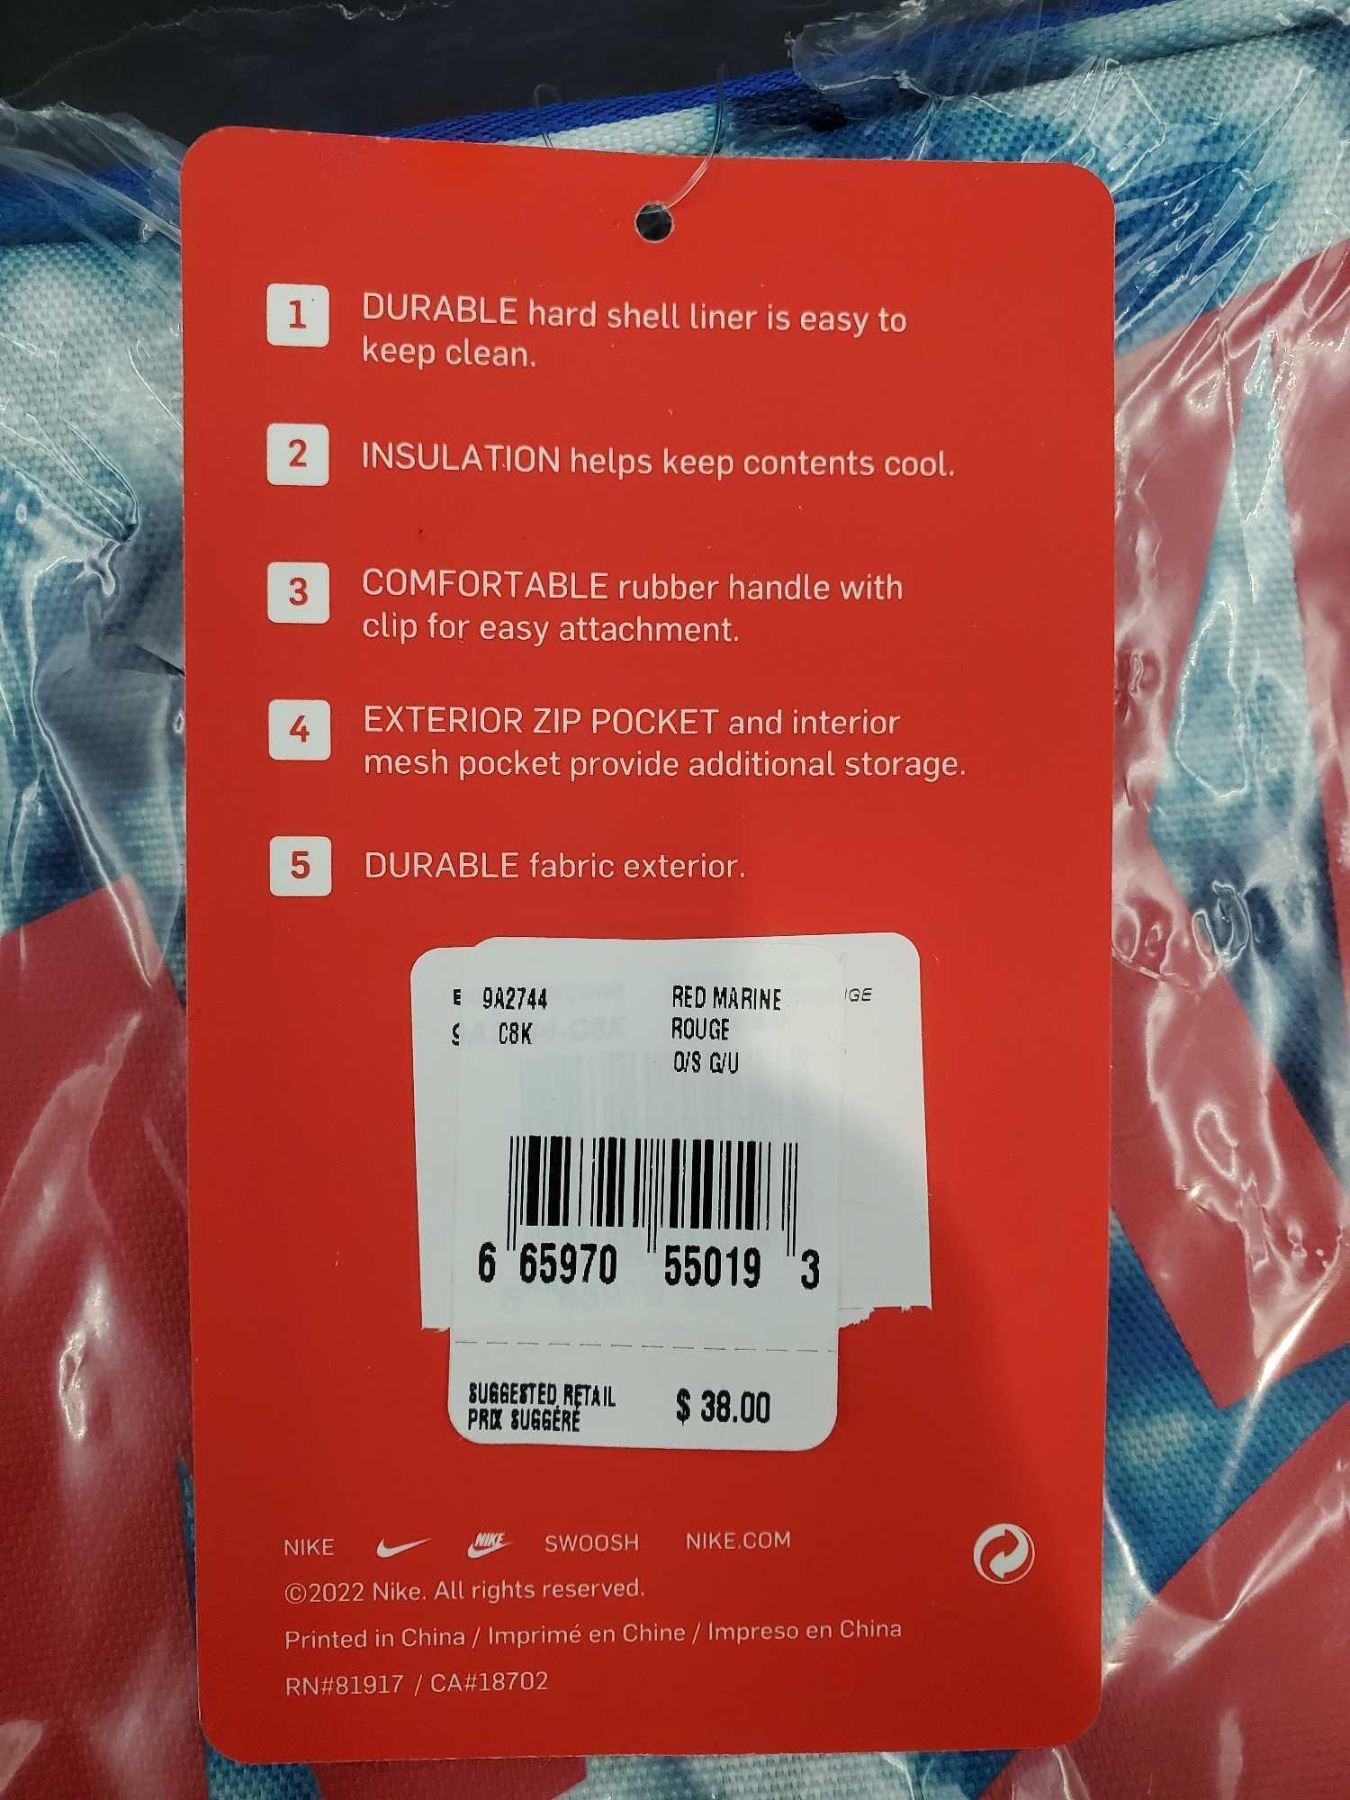 1 DURABLE hard shell liner is easy to
keep clean.
2 INSULATION helps keep contents cool.
3 COMFORTABLE rubber handle with
clip for easy attachment.
4 EXTERIOR ZIP POCKET and interior
mesh pocket provide additional storage.
5 DURABLE fabric exterior.
9A2744 RED MARINE
C8K ROUGE
O/S G/U
6 65970 55019 3
SUGGESTED RETAIL
PRIX SUGGÉRÉ $ 38.00
NIKE NIKE SWOOSH NIKE.COM
©2022 Nike. All rights reserved.
Printed in China / Imprimé en Chine / Impreso en China
RN#81917 / CA#18702